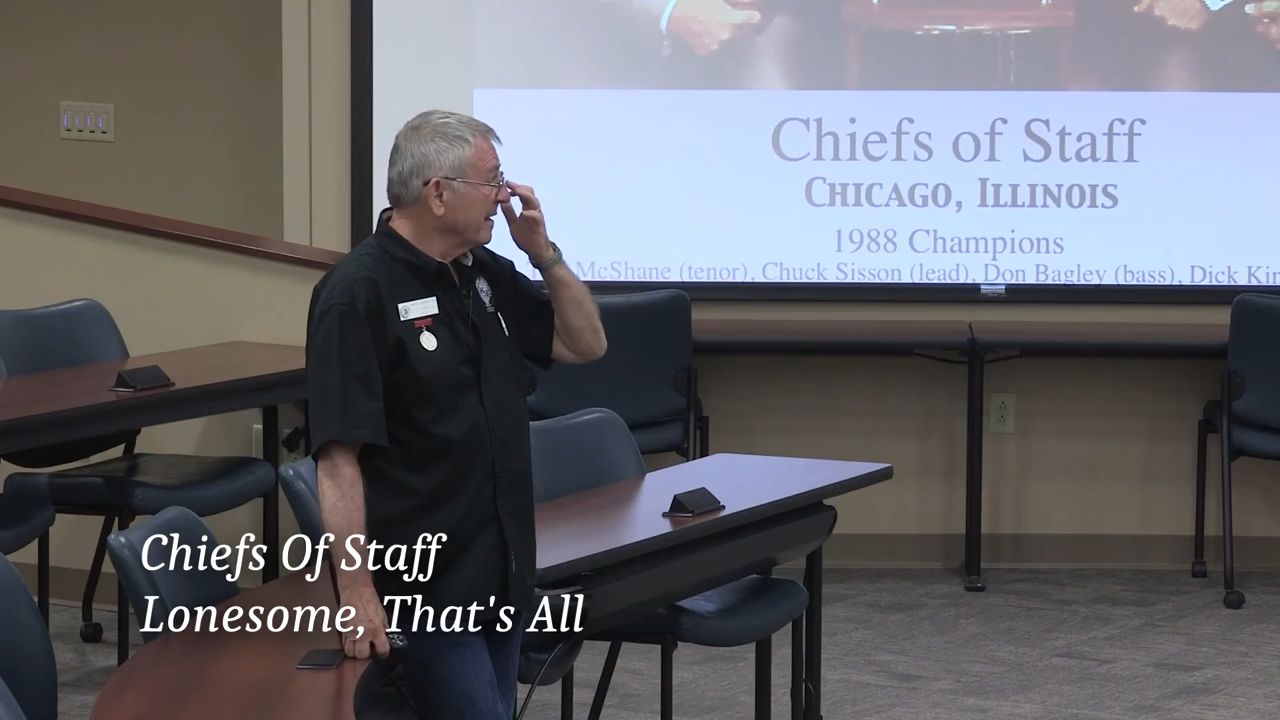 Chiefs of Staff
CHICAGO, ILLINOIS
1988 Champions
McShane (tenor), Chuck Sisson (lead), Don Bagley (bass), Dick Kin
Chiefs Of Staff
Lonesome, That's All